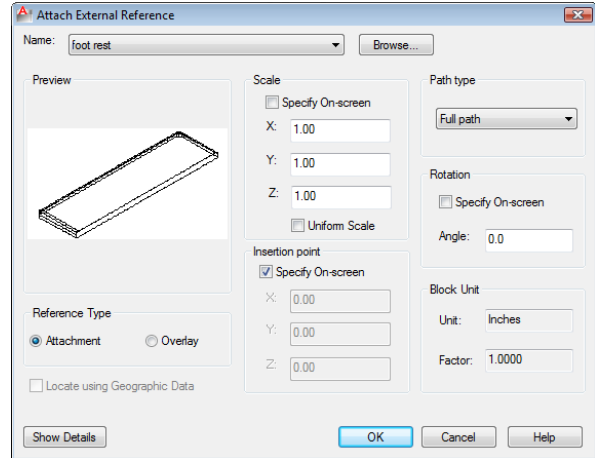 Attach External Reference
Name: foot rest Browse...
Preview
Scale
Specify On-screen
X: 1.00
Y: 1.00
Z: 1.00
Uniform Scale
Path type
Full path
Rotation
Specify On-screen
Angle: 0.0
Insertion point
Specify On-screen
X: 0.00
Y: 0.00
Z: 0.00
Block Unit
Unit: Inches
Factor: 1.0000
Reference Type
Attachment Overlay
Locate using Geographic Data
Show Details OK Cancel Help